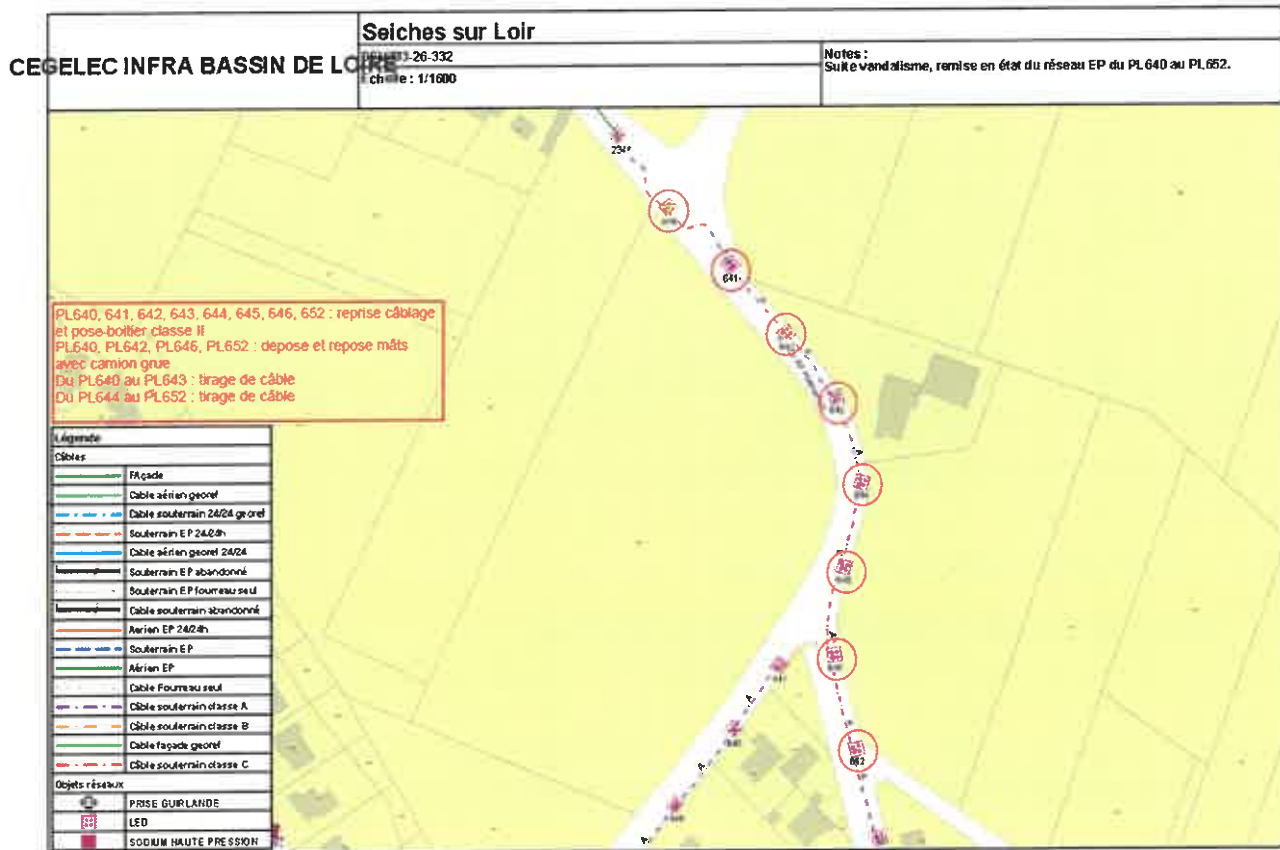 Seiches sur Loir
CEGELEC INFRA BASSIN DE LOIRE
-26-332
: 1/1600
Notes :
Suite vandalisme, remise en état du réseau EP du PL640 au PL652.
641
PL640, 641, 642, 643, 644, 645, 646, 652 : reprise câblage
et pose boîtier classe II
PL640, PL642, PL646, PL652 : dépose et repose mâts
avec camion grue
Du PL640 au PL643 : tirage de câble
Du PL644 au PL652 : tirage de câble
Légende
Câbles
FAçade
Cable aérien georef
Cable souterrain 24/24 georef
Souterrain EP 24/24h
Cable aérien georef 24/24
Souterrain EP abandonné
Souterrain EP fourreau seul
Cable souterrain abandonné
Aerien EP 24/24h
Souterrain EP
Aérien EP
Cable Fourreau seul
Câble souterrain classe A
Câble souterrain classe B
Cable façade georef
Câble souterrain classe C
Objets réseaux
PRISE GUIRLANDE
LED
SODIUM HAUTE PRESSION
A
A
A
A
A
A
652